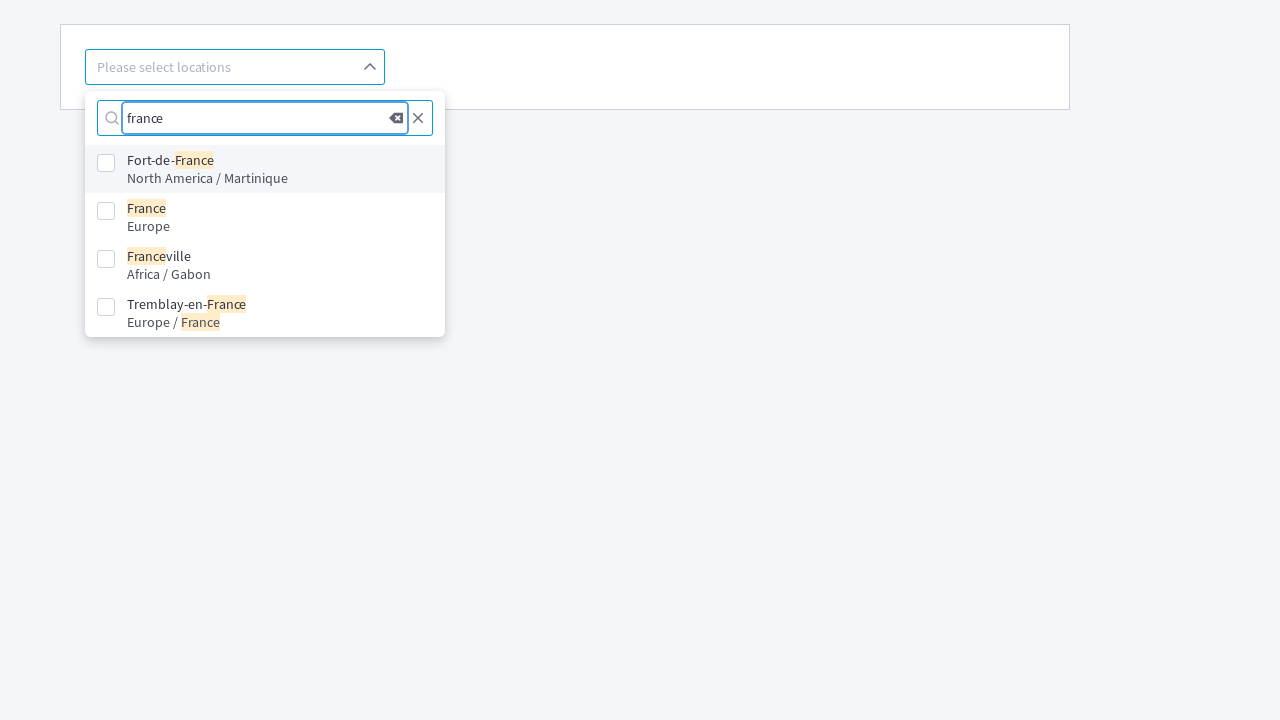 Please select locations
france
Fort-de-France
North America / Martinique
France
Europe
Franceville
Africa / Gabon
Tremblay-en-France
Europe / France